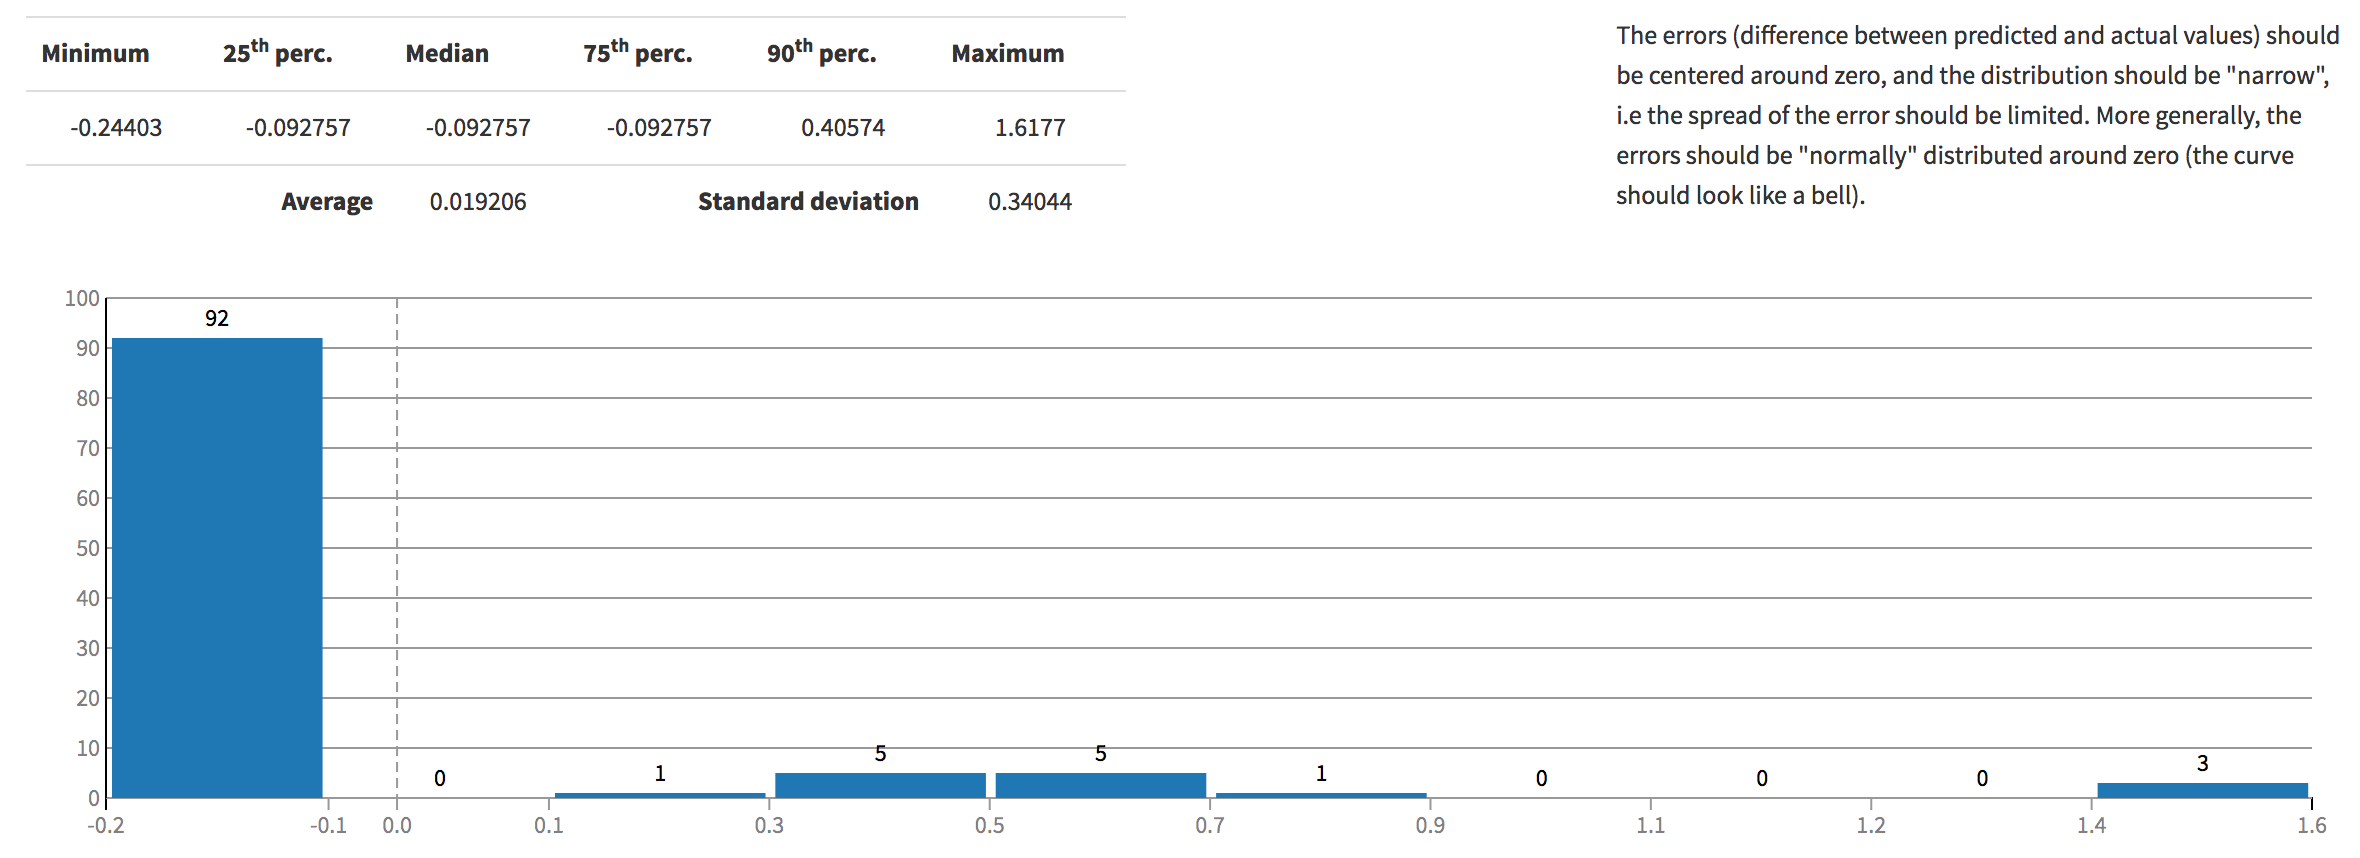 Minimum 25th perc. Median 75th perc. 90th perc. Maximum
-0.24403 -0.092757 -0.092757 -0.092757 0.40574 1.6177
Average 0.019206 Standard deviation 0.34044
The errors (difference between predicted and actual values) should
be centered around zero, and the distribution should be "narrow",
i.e the spread of the error should be limited. More generally, the
errors should be "normally" distributed around zero (the curve
should look like a bell).
100
90
80
70
60
50
40
30
20
10
0
92 0 1 5 5 1 0 0 0 3
-0.2 -0.1 0.0 0.1 0.3 0.5 0.7 0.9 1.1 1.2 1.4 1.6